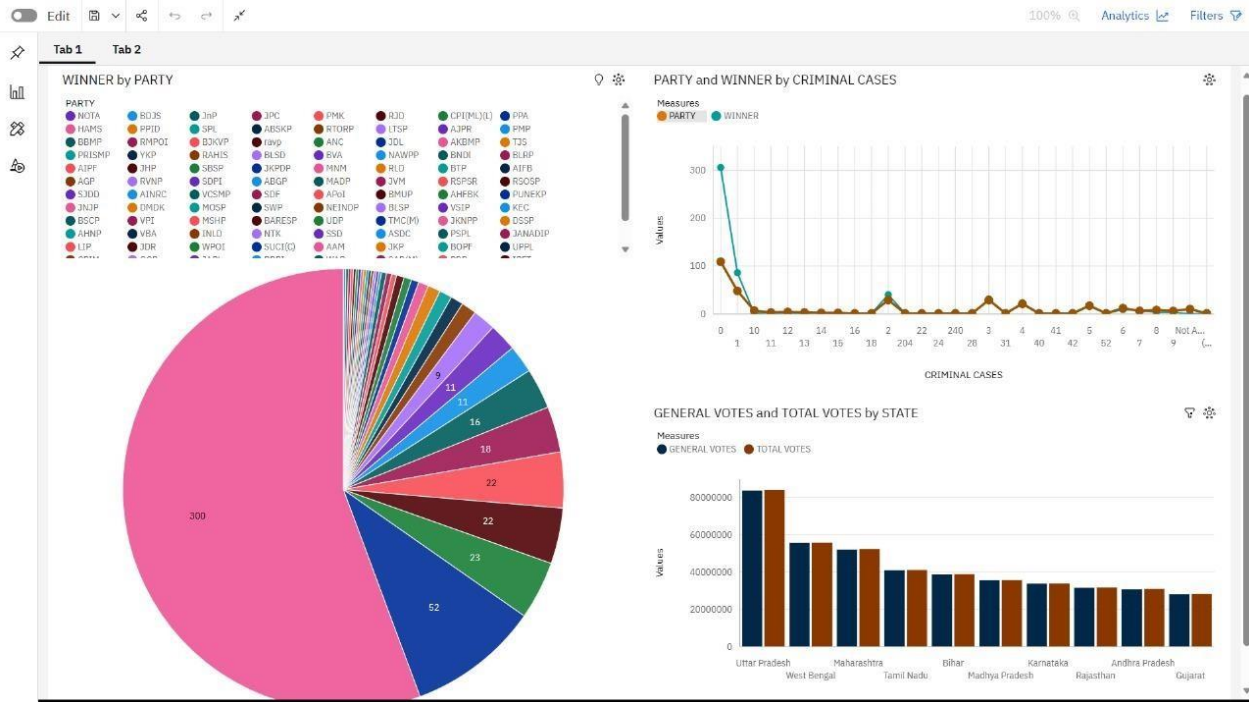 Edit
100%
Analytics
Filters
Tab 1 Tab 2
WINNER by PARTY
PARTY
NOTA BOJS JnP JPC PMK RJD CPI(ML)(L) PPA
HAMS PPID SPL ABSKP RTORP LTSP AJPR PMP
BBMP RMPOI BJKVP ravp ANC JDL AKBMP TJS
PRISMP YKP RAHIS BLSD BVA NAWPP BNDl BLRP
AIPF JHP SBSP JKPDP MNM RLD BTP AIFB
AGP RVNP SDPI ABGP MADP JVM RSPSR RSOSP
SJDD AINRC VCSMP SDF APoI BMUP AHFBK PUNEKP
JNJP DMDK MOSP SWP NEINDP BLSP VSIP KEC
BSCP VPI MSHP BARESP UDP TMC(M) JKNPP DSSP
AHNP VBA INLD NTK SSD ASDC PSPL JANADIP
LIP JDR WPOI SUCI(C) AAM JKP BOPF UPPL
9
11
11
16
18
22
22
23
52
300
PARTY and WINNER by CRIMINAL CASES
Measures
PARTY WINNER
Values
300
200
100
0
0 10 12 14 16 2 22 240 3 4 41 5 6 8 Not A...
1 11 13 15 18 204 24 28 31 40 42 52 7 9 (...
CRIMINAL CASES
GENERAL VOTES and TOTAL VOTES by STATE
Measures
GENERAL VOTES TOTAL VOTES
Values
80000000
60000000
40000000
20000000
0
Uttar Pradesh Maharashtra Bihar Karnataka Andhra Pradesh
West Bengal Tamil Nadu Madhya Pradesh Rajasthan Gujarat